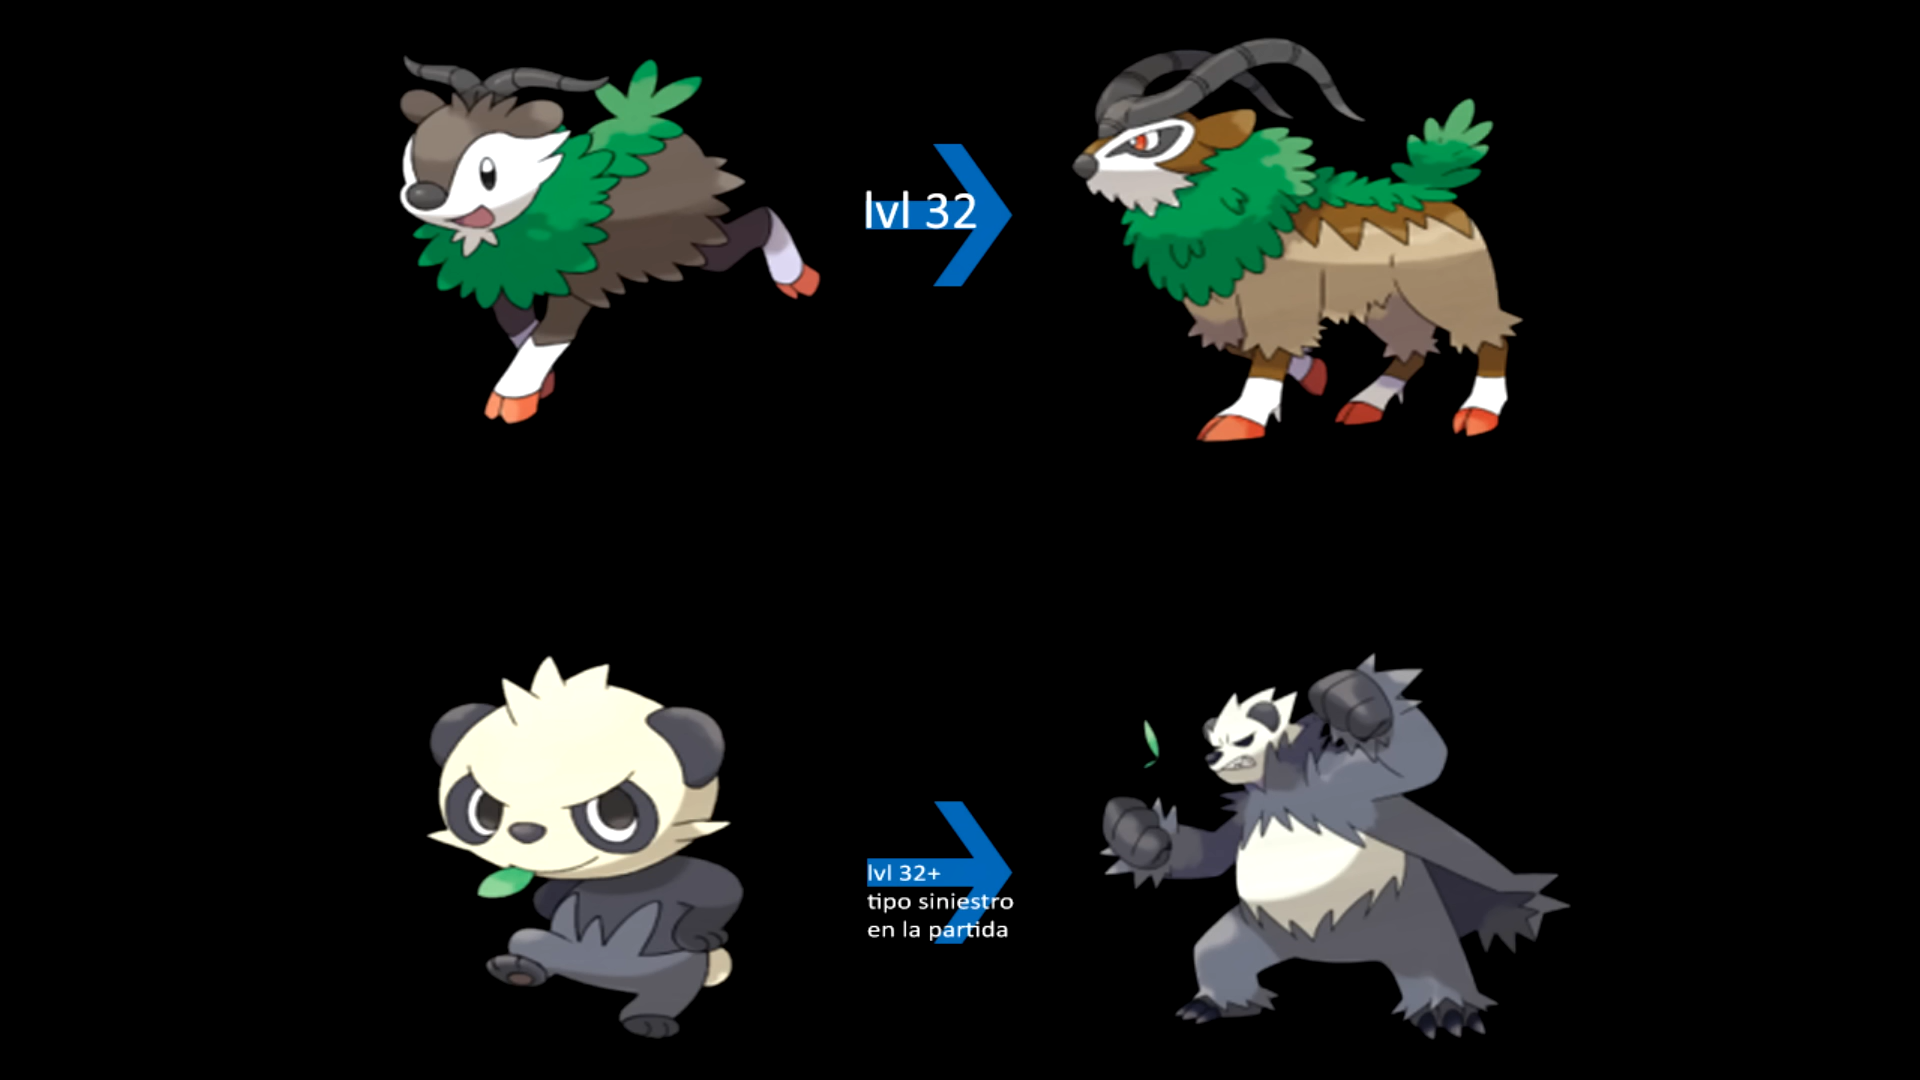 lvl 32
lvl 32+
tipo siniestro
en la partida